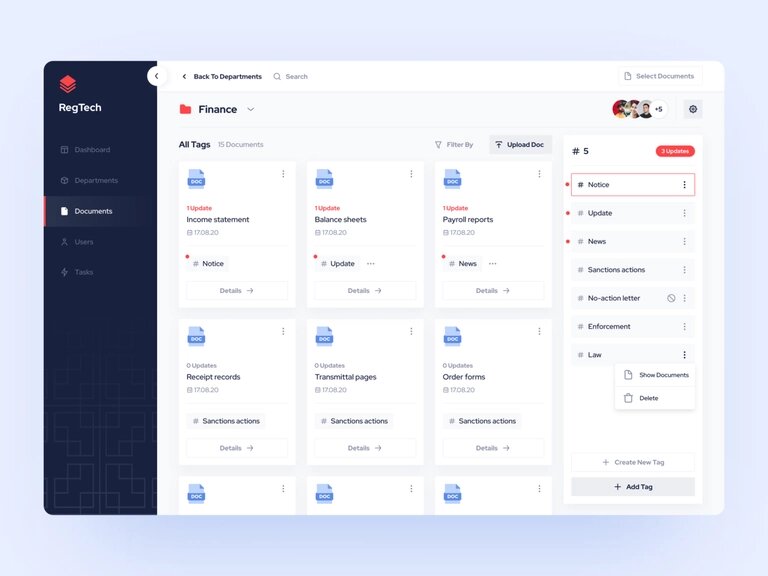 RegTech
Dashboard
Departments
Documents
Users
Tasks
Back To Departments
Search
Select Documents
Finance
+5
All Tags 15 Documents
Filter By
Upload Doc
DOC
1 Update
Income statement
17.08.20
# Notice
Details
DOC
1 Update
Balance sheets
17.08.20
# Update
Details
DOC
1 Update
Payroll reports
17.08.20
# News
Details
DOC
0 Updates
Receipt records
17.08.20
# Sanctions actions
Details
DOC
0 Updates
Transmittal pages
17.08.20
# Sanctions actions
Details
DOC
0 Updates
Order forms
17.08.20
# Sanctions actions
Details
DOC
DOC
DOC
# 5
3 Updates
# Notice
# Update
# News
# Sanctions actions
# No-action letter
# Enforcement
# Law
Show Documents
Delete
+ Create New Tag
+ Add Tag